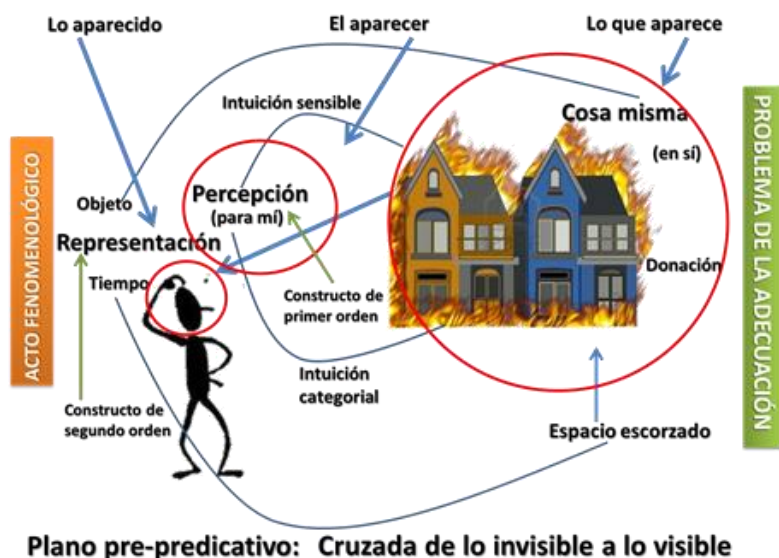 Lo aparecido
El aparecer
Lo que aparece
Intuición sensible
Cosa misma
(en sí)
ACTO FENOMENOLÓGICO
PROBLEMA DE LA ADECUACIÓN
Objeto
Percepción
(para mí)
Representación
Tiempo
Donación
Constructo de
primer orden
Intuición
categorial
Constructo de
segundo orden
Espacio escorzado
Plano pre-predicativo: Cruzada de lo invisible a lo visible